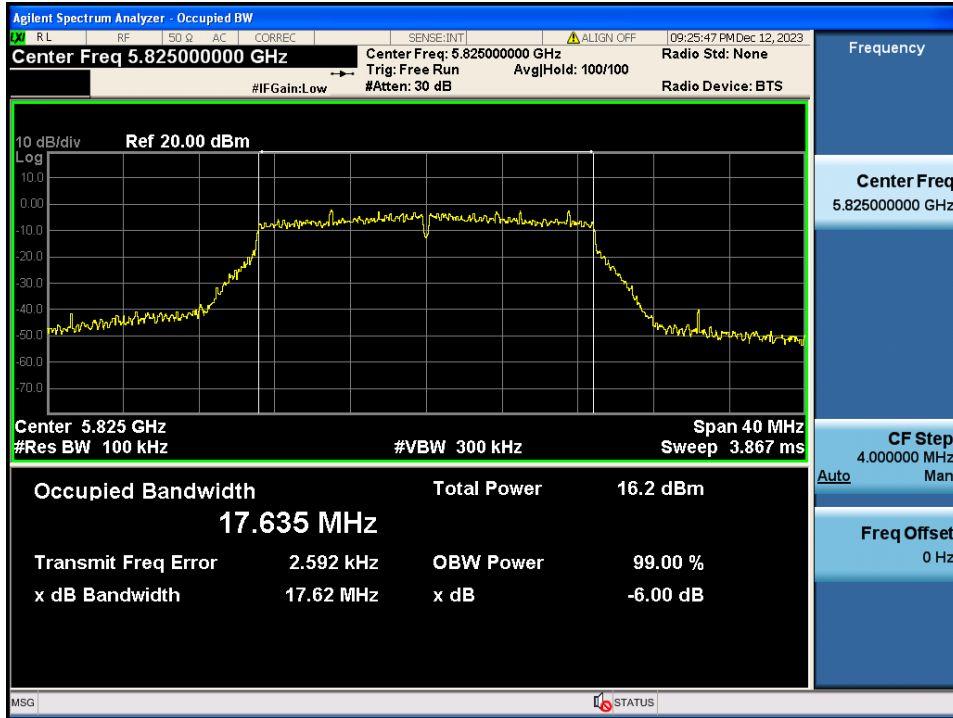 Agilent Spectrum Analyzer - Occupied BW
LXI RL RF 50 Ω AC CORREC SENSE:INT ALIGN OFF 09:25:47 PM Dec 12, 2023
Center Freq 5.825000000 GHz
Center Freq: 5.825000000 GHz
Radio Std: None
Trig: Free Run Avg|Hold: 100/100
#IFGain:Low #Atten: 30 dB Radio Device: BTS
Frequency
10 dB/div Ref 20.00 dBm
Log
10.0
0.00
-10.0
-20.0
-30.0
-40.0
-50.0
-60.0
-70.0
Center 5.825 GHz Span 40 MHz
#Res BW 100 kHz #VBW 300 kHz Sweep 3.867 ms
Center Freq
5.825000000 GHz
CF Step
4.000000 MHz
Auto Man
Freq Offset
0 Hz
Occupied Bandwidth Total Power 16.2 dBm
17.635 MHz
Transmit Freq Error 2.592 kHz OBW Power 99.00 %
x dB Bandwidth 17.62 MHz x dB -6.00 dB
MSG STATUS